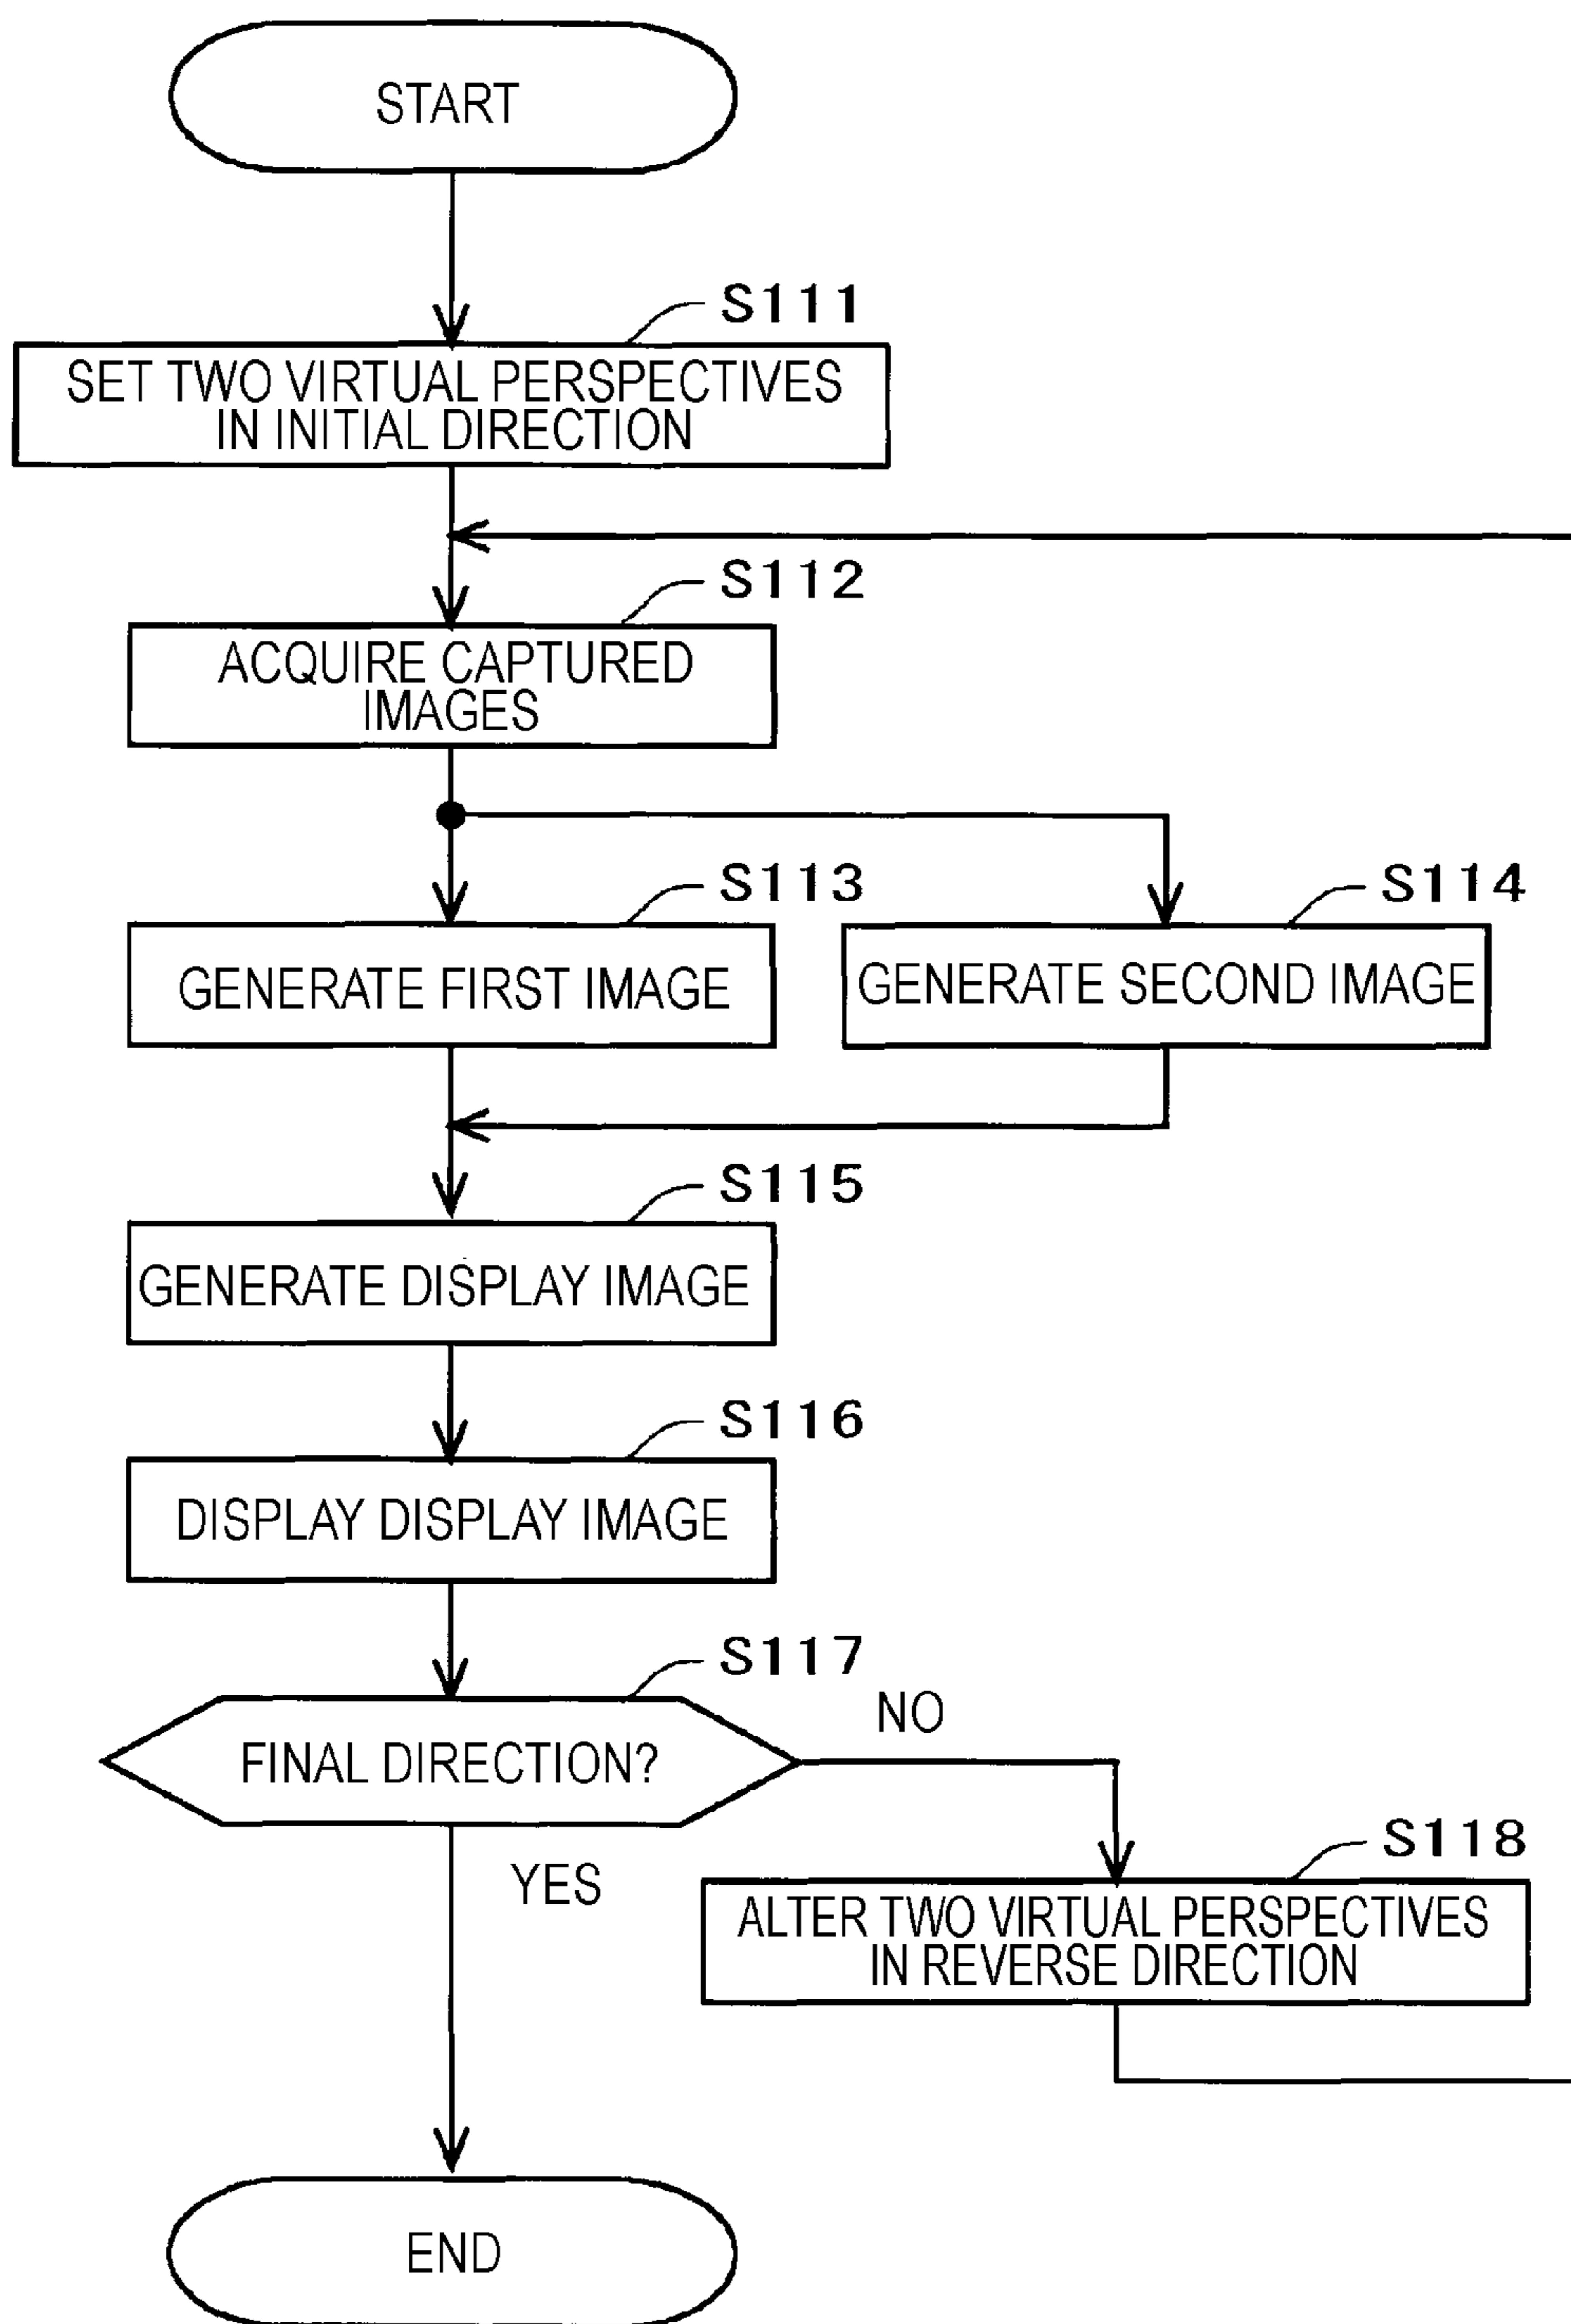 START
S111
SET TWO VIRTUAL PERSPECTIVES
IN INITIAL DIRECTION
S112
ACQUIRE CAPTURED
IMAGES
S113
GENERATE FIRST IMAGE
S114
GENERATE SECOND IMAGE
S115
GENERATE DISPLAY IMAGE
S116
DISPLAY DISPLAY IMAGE
S117
FINAL DIRECTION?
NO
YES
S118
ALTER TWO VIRTUAL PERSPECTIVES
IN REVERSE DIRECTION
END